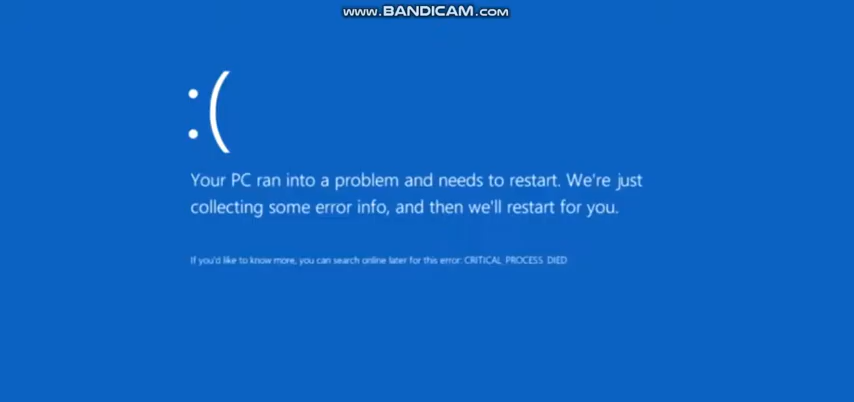 www.BANDICAM.com
:(
Your PC ran into a problem and needs to restart. We're just
collecting some error info, and then we'll restart for you.
If you'd like to know more, you can search online later for this error: CRITICAL_PROCESS_DIED